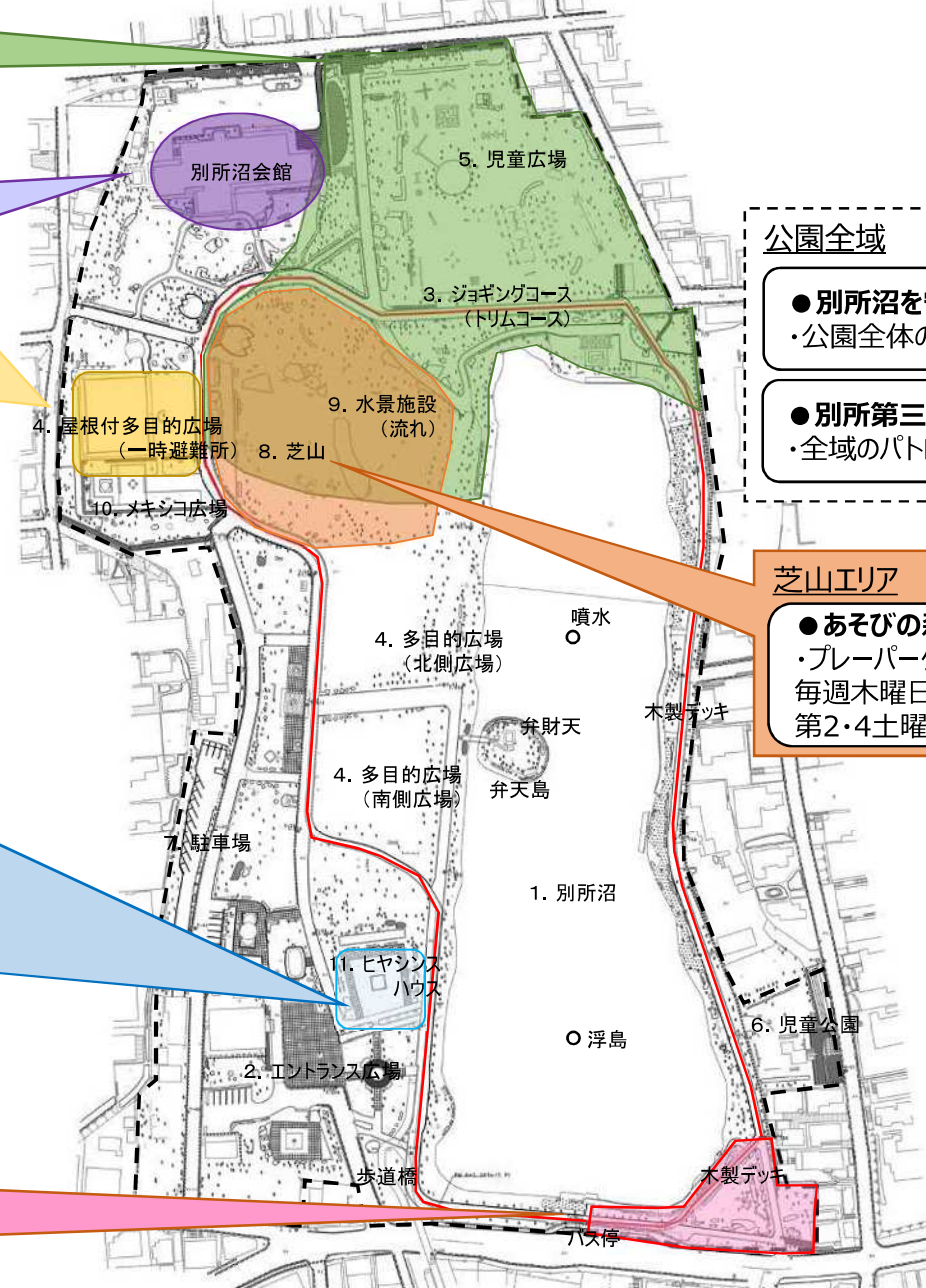 別所沼会館
5. 児童広場
3. ジョギングコース
(トリムコース)
9. 水景施設
(流れ)
4. 屋根付多目的広場
(一時避難所)
8. 芝山
10. メキシコ広場
公園全域
●別所沼を
・公園全体の
●別所第三
・全域のパト
芝山エリア
●あそびの
・プレーパー
毎週木曜日
第2・4土曜
噴水
4. 多目的広場
(北側広場)
木製デッキ
弁財天
弁天島
4. 多目的広場
(南側広場)
7. 駐車場
1. 別所沼
11. ヒヤシンス
ハウス
6. 児童公園
浮島
2. エントランス広場
歩道橋
木製デッキ
バス停